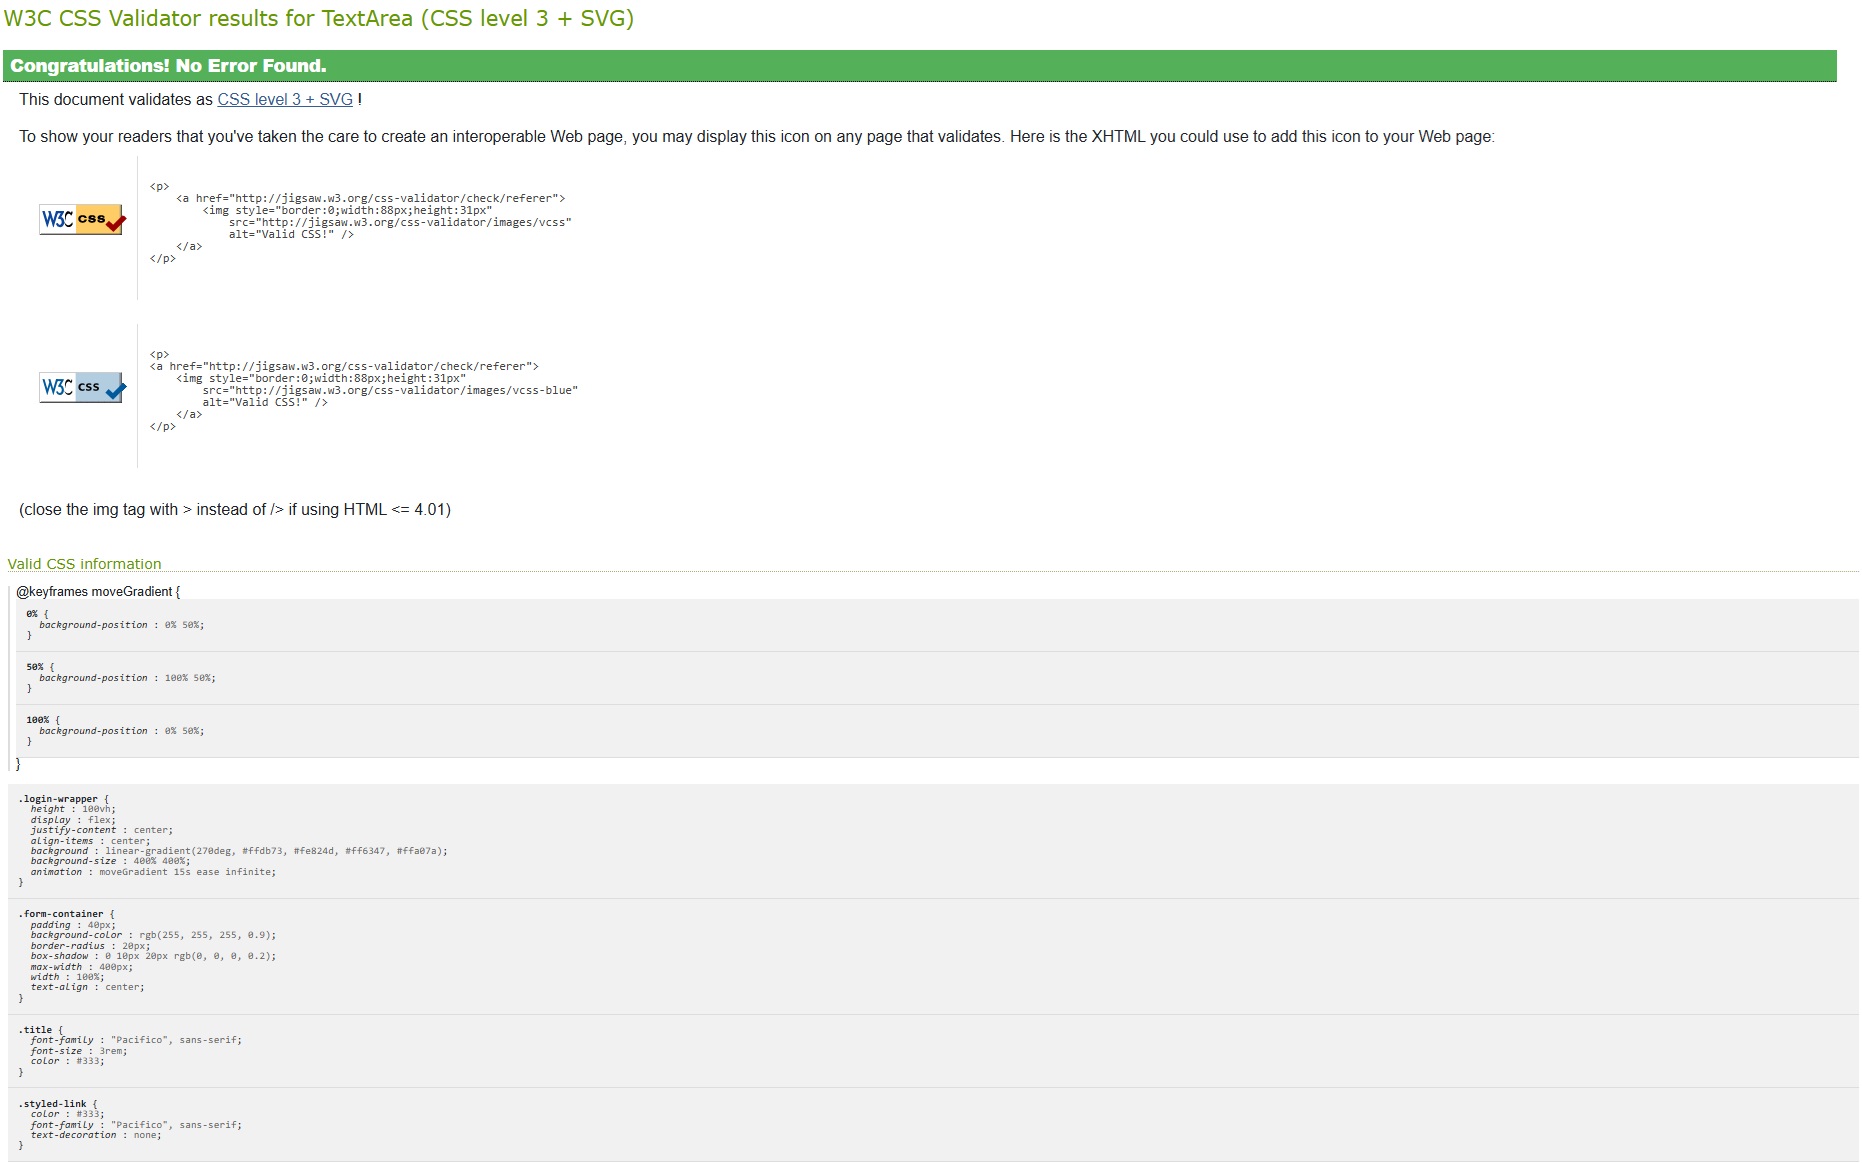 W3C CSS Validator results for TextArea (CSS level 3 + SVG)
Congratulations! No Error Found.
This document validates as CSS level 3 + SVG !
To show your readers that you've taken the care to create an interoperable Web page, you may display this icon on any page that validates. Here is the XHTML you could use to add this icon to your Web page:
W3C css
<p>
<a href="http://jigsaw.w3.org/css-validator/check/referer">
<img style="border:0;width:88px;height:31px"
src="http://jigsaw.w3.org/css-validator/images/vcss"
alt="Valid CSS!" />
</a>
</p>
W3C css
<p>
<a href="http://jigsaw.w3.org/css-validator/check/referer">
<img style="border:0;width:88px;height:31px"
src="http://jigsaw.w3.org/css-validator/images/vcss-blue"
alt="Valid CSS!" />
</a>
</p>
(close the img tag with > instead of /> if using HTML <= 4.01)
Valid CSS information
@keyframes moveGradient {
0% {
background-position : 0% 50%;
}
50% {
background-position : 100% 50%;
}
100% {
background-position : 0% 50%;
}
}
.login-wrapper {
height : 100vh;
display : flex;
justify-content : center;
align-items : center;
background : linear-gradient(270deg, #ffdb73, #fe824d, #ff6347, #ffa07a);
background-size : 400% 400%;
animation : moveGradient 15s ease infinite;
}
.form-container {
padding : 40px;
background-color : rgb(255, 255, 255, 0.9);
border-radius : 20px;
box-shadow : 0 10px 20px rgb(0, 0, 0, 0.2);
max-width : 400px;
width : 100%;
text-align : center;
}
.title {
font-family : "Pacifico", sans-serif;
font-size : 3rem;
color : #333;
}
.styled-link {
color : #333;
font-family : "Pacifico", sans-serif;
text-decoration : none;
}